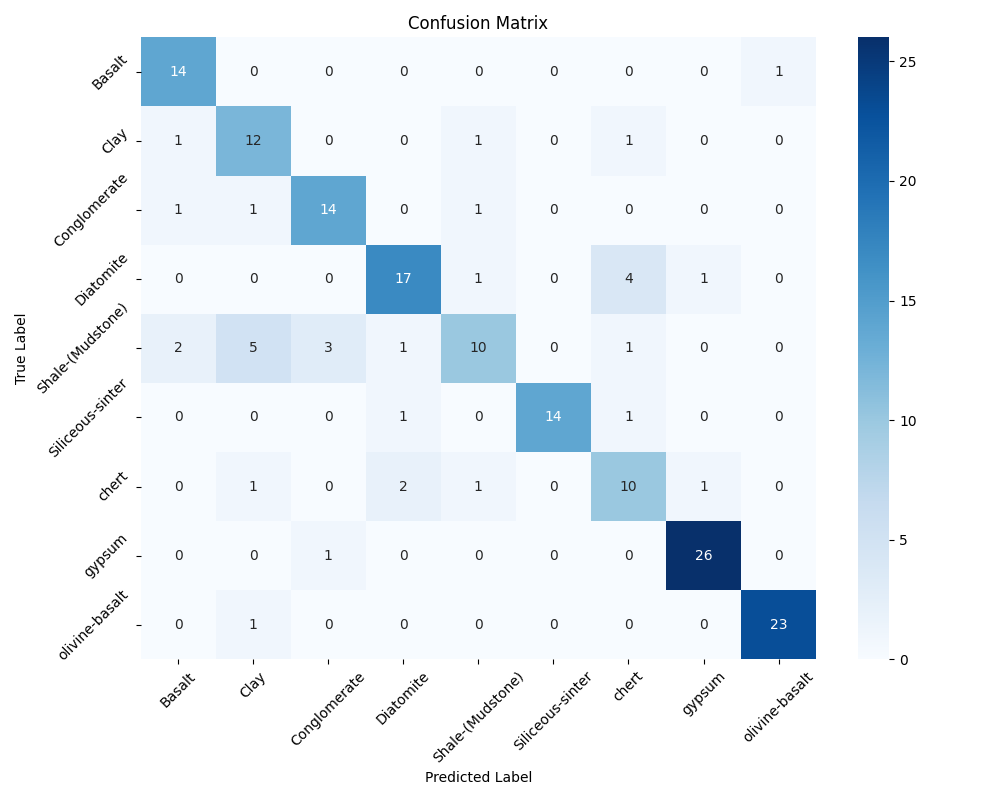 Confusion Matrix
True Label
Basalt 14 0 0 0 0 0 0 0 1
Clay 1 12 0 0 1 0 1 0 0
Conglomerate 1 1 14 0 1 0 0 0 0
Diatomite 0 0 0 17 1 0 4 1 0
Shale-(Mudstone) 2 5 3 1 10 0 1 0 0
Siliceous-sinter 0 0 0 1 0 14 1 0 0
chert 0 1 0 2 1 0 10 1 0
gypsum 0 0 1 0 0 0 0 26 0
olivine-basalt 0 1 0 0 0 0 0 0 23
Basalt Clay Conglomerate Diatomite Shale-(Mudstone) Siliceous-sinter chert gypsum olivine-basalt
Predicted Label
25
20
15
10
5
0